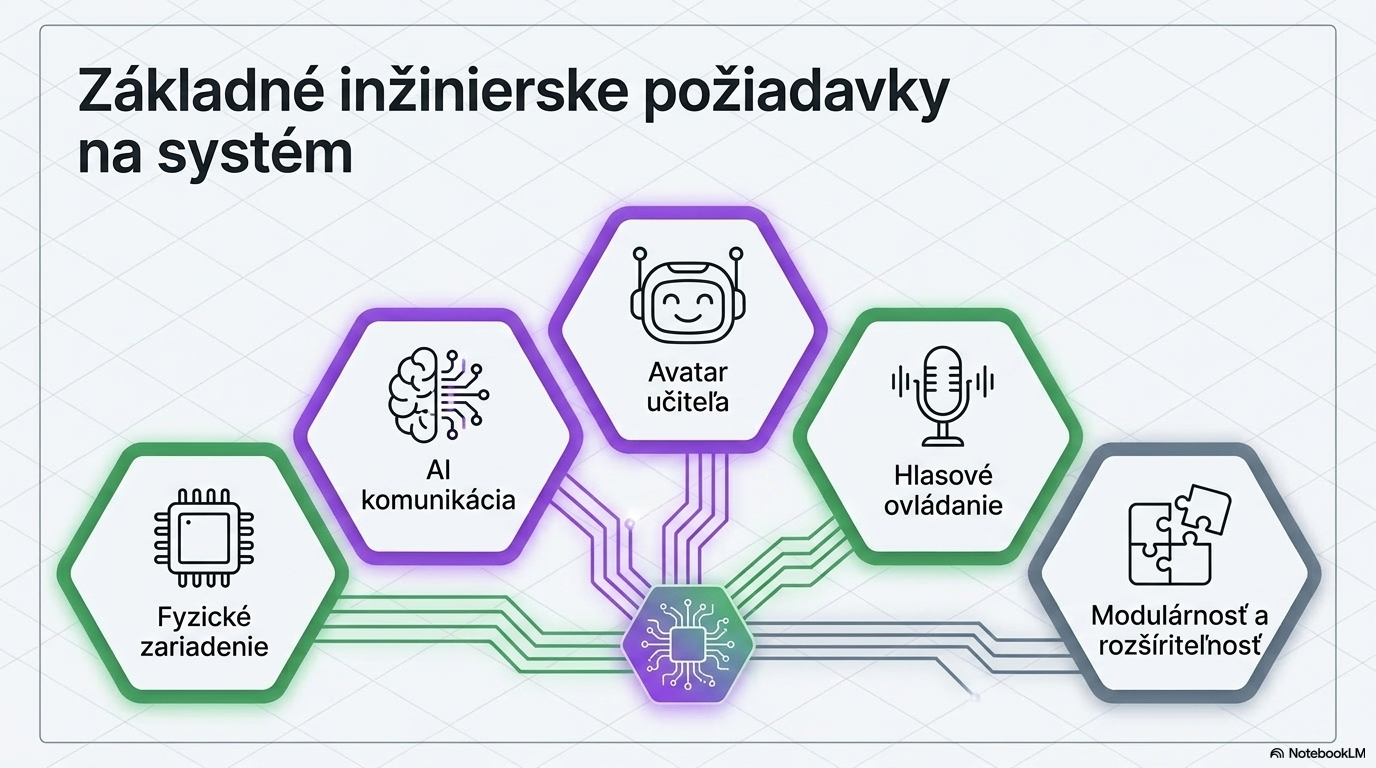 Základné inžinierske požiadavky
na systém
Avatar
učiteľa
AI
komunikácia
Hlasové
ovládanie
Fyzické
zariadenie
Modulárnosť a
rozšíriteľnosť
NotebookLM